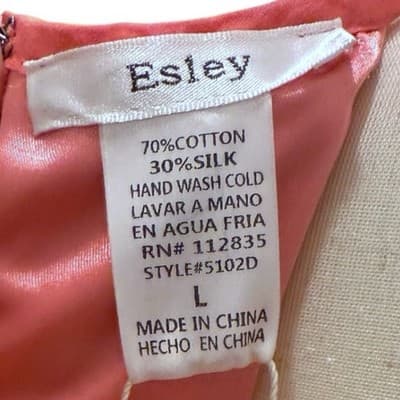 Esley
70%COTTON
30%SILK
HAND WASH COLD
LAVAR A MANO
EN AGUA FRIA
RN# 112835
STYLE#5102D
L
MADE IN CHINA
HECHO EN CHINA